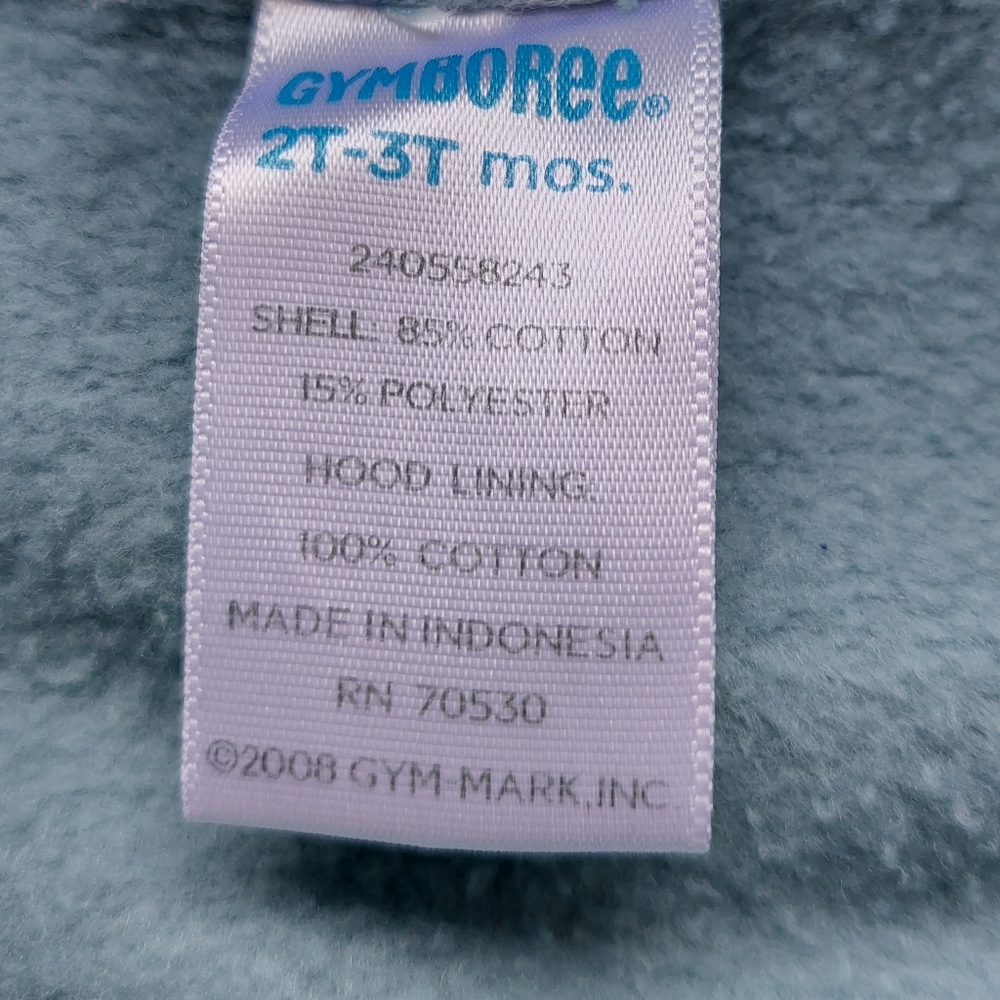 GYMBOREE®
2T-3T mos.
240558243
SHELL: 85% COTTON
15% POLYESTER
HOOD LINING:
100% COTTON
MADE IN INDONESIA
RN 70530
©2008 GYM-MARK, INC.